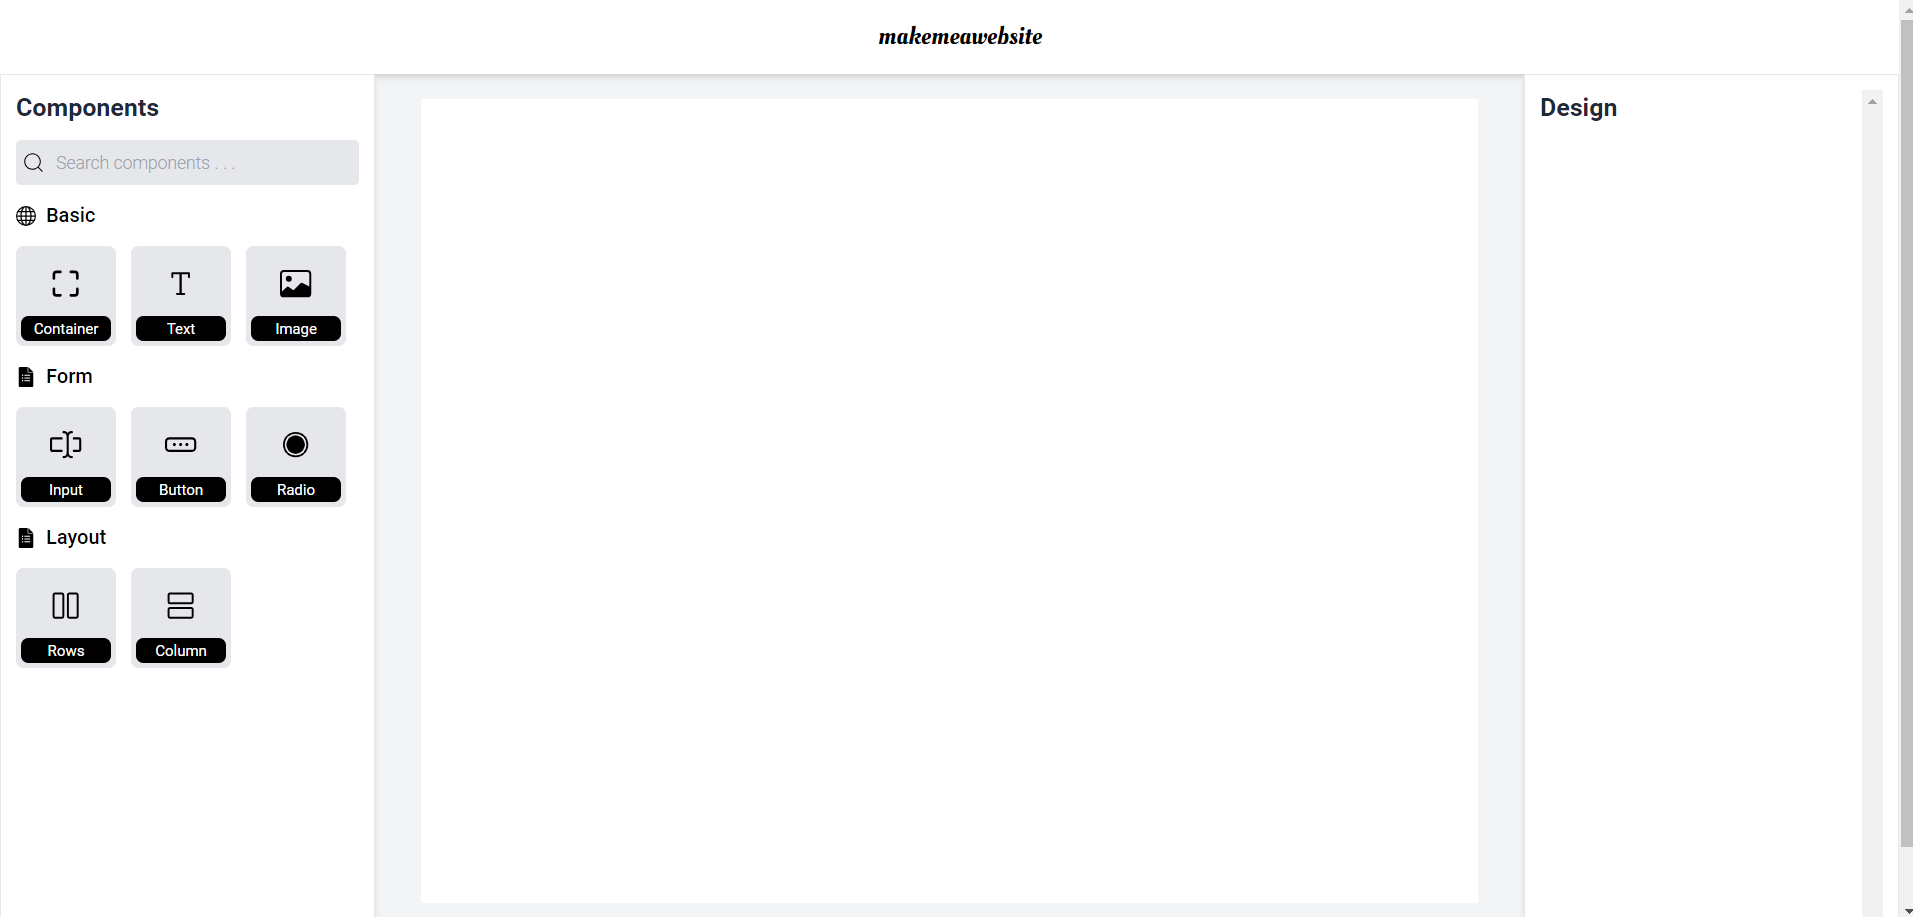 makemeawebsite
Components
Search components . . .
Basic
Container
Text
Image
Form
Input
Button
Radio
Layout
Rows
Column
Design